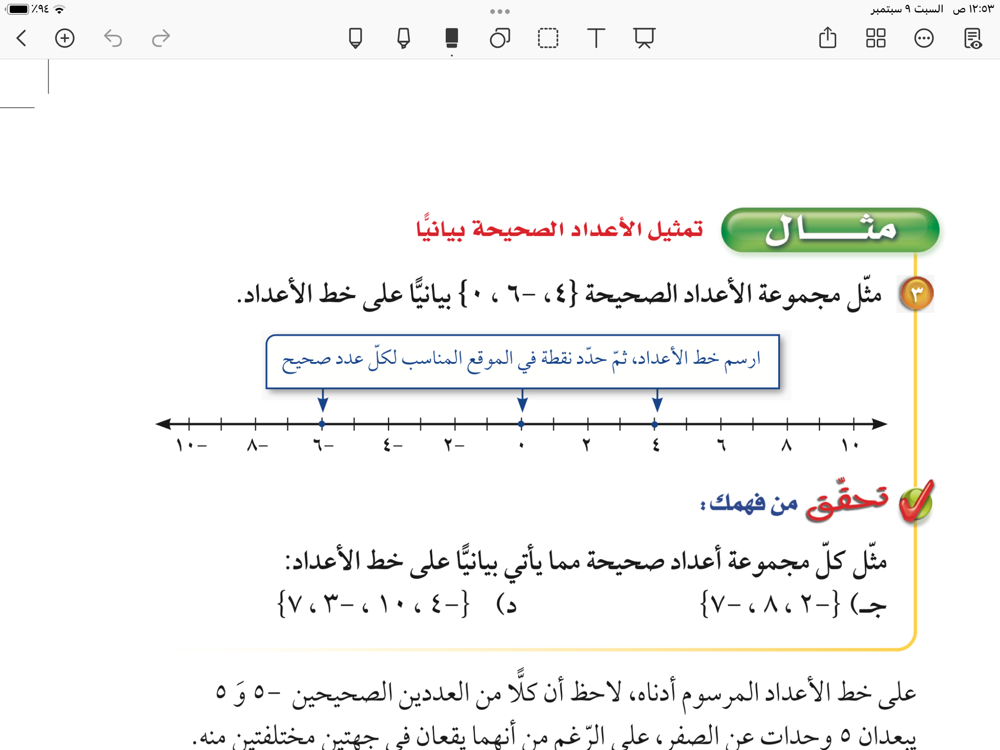 ١٢:٥٣ ص السبت ٩ سبتمبر ٩٤٪
مثـــال تمثيل الأعداد الصحيحة بيانيًّا
٣ مثّل مجموعة الأعداد الصحيحة {٤، –٦ ، ٠} بيانيًّا على خط الأعداد.
ارسم خط الأعداد، ثمّ حدّد نقطة في الموقع المناسب لكلّ عدد صحيح
–١٠ –٨ –٦ –٤ –٢ ٠ ٢ ٤ ٦ ٨ ١٠
تحقّق من فهمك:
مثّل كلّ مجموعة أعداد صحيحة مما يأتي بيانيًّا على خط الأعداد:
جـ) {–٢ ، ٨ ، –٧} د) {–٤ ، ١٠ ، –٣ ، ٧}
على خط الأعداد المرسوم أدناه، لاحظ أن كلًّا من العددين الصحيحين –٥ وَ ٥
يبعدان ٥ وحدات عن الصفر، على الرّغم من أنهما يقعان في جهتين مختلفتين منه.